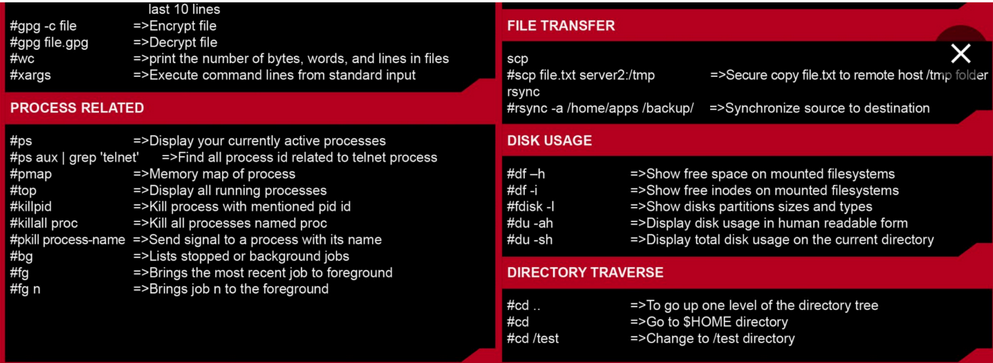 last 10 lines
#gpg -c file =>Encrypt file
#gpg file.gpg =>Decrypt file
#wc =>print the number of bytes, words, and lines in files
#xargs =>Execute command lines from standard input
PROCESS RELATED
#ps =>Display your currently active processes
#ps aux | grep 'telnet' =>Find all process id related to telnet process
#pmap =>Memory map of process
#top =>Display all running processes
#killpid =>Kill process with mentioned pid id
#killall proc =>Kill all processes named proc
#pkill process-name =>Send signal to a process with its name
#bg =>Lists stopped or background jobs
#fg =>Brings the most recent job to foreground
#fg n =>Brings job n to the foreground
FILE TRANSFER
scp
#scp file.txt server2:/tmp =>Secure copy file.txt to remote host /tmp folder
rsync
#rsync -a /home/apps /backup/ =>Synchronize source to destination
DISK USAGE
#df –h =>Show free space on mounted filesystems
#df -i =>Show free inodes on mounted filesystems
#fdisk -l =>Show disks partitions sizes and types
#du -ah =>Display disk usage in human readable form
#du -sh =>Display total disk usage on the current directory
DIRECTORY TRAVERSE
#cd .. =>To go up one level of the directory tree
#cd =>Go to $HOME directory
#cd /test =>Change to /test directory